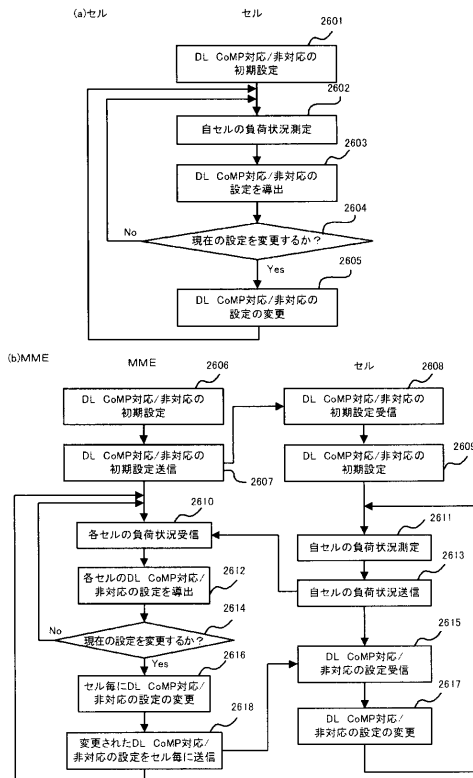 (a)セル
セル
2601
DL CoMP対応/非対応の
初期設定
2602
自セルの負荷状況測定
2603
DL CoMP対応/非対応の
設定を導出
2604
No
現在の設定を変更するか？
Yes
2605
DL CoMP対応/非対応の
設定の変更
(b)MME
MME
セル
2606
DL CoMP対応/非対応の
初期設定
2608
DL CoMP対応/非対応の
初期設定受信
DL CoMP対応/非対応の
初期設定送信
2607
2609
DL CoMP対応/非対応の
初期設定
2610
各セルの負荷状況受信
2611
自セルの負荷状況測定
2612
各セルのDL CoMP対応/
非対応の設定を導出
2613
自セルの負荷状況送信
2614
No
現在の設定を変更するか？
Yes
2615
DL CoMP対応/
非対応の設定受信
2616
セル毎にDL CoMP対応/
非対応の設定の変更
2617
DL CoMP対応/
非対応の設定の変更
2618
変更されたDL CoMP対応/
非対応の設定をセル毎に送信